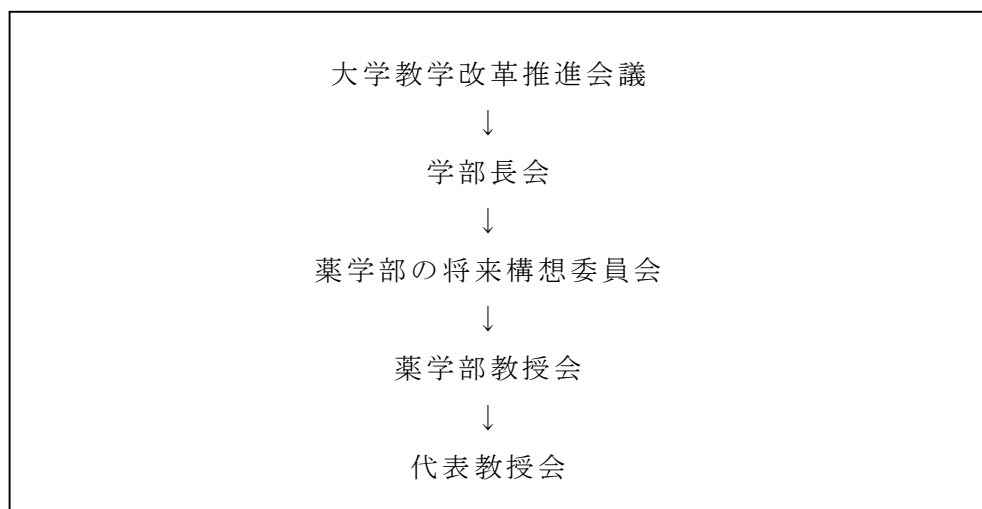 大学教学改革推進会議
↓
学部長会
↓
薬学部の将来構想委員会
↓
薬学部教授会
↓
代表教授会